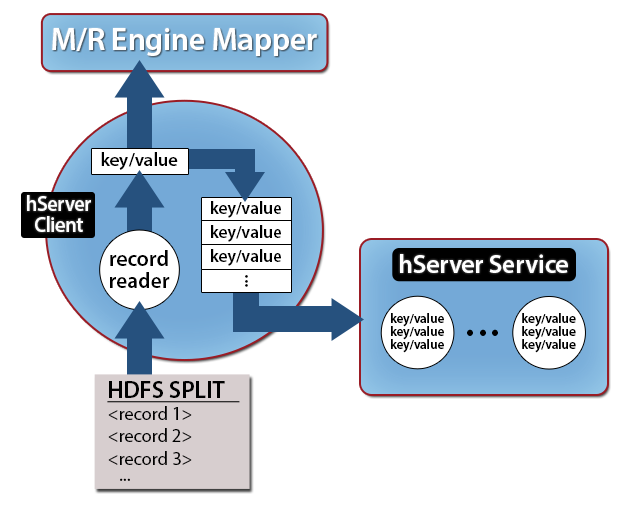 M/R Engine Mapper
key/value
hServer
Client
key/value
key/value
key/value
⋮
record
reader
hServer Service
key/value
key/value
key/value
• • •
key/value
key/value
key/value
HDFS SPLIT
<record 1>
<record 2>
<record 3>
...